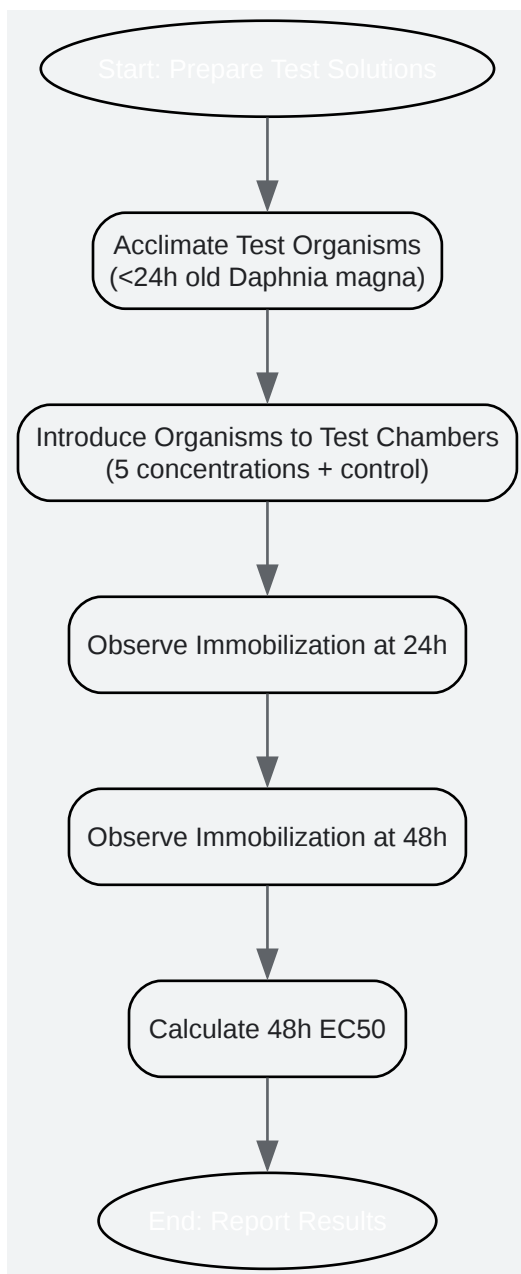 Start: Prepare Test Solutions
Acclimate Test Organisms
(<24h old Daphnia magna)
Introduce Organisms to Test Chambers
(5 concentrations + control)
Observe Immobilization at 24h
Observe Immobilization at 48h
Calculate 48h EC50
End: Report Results